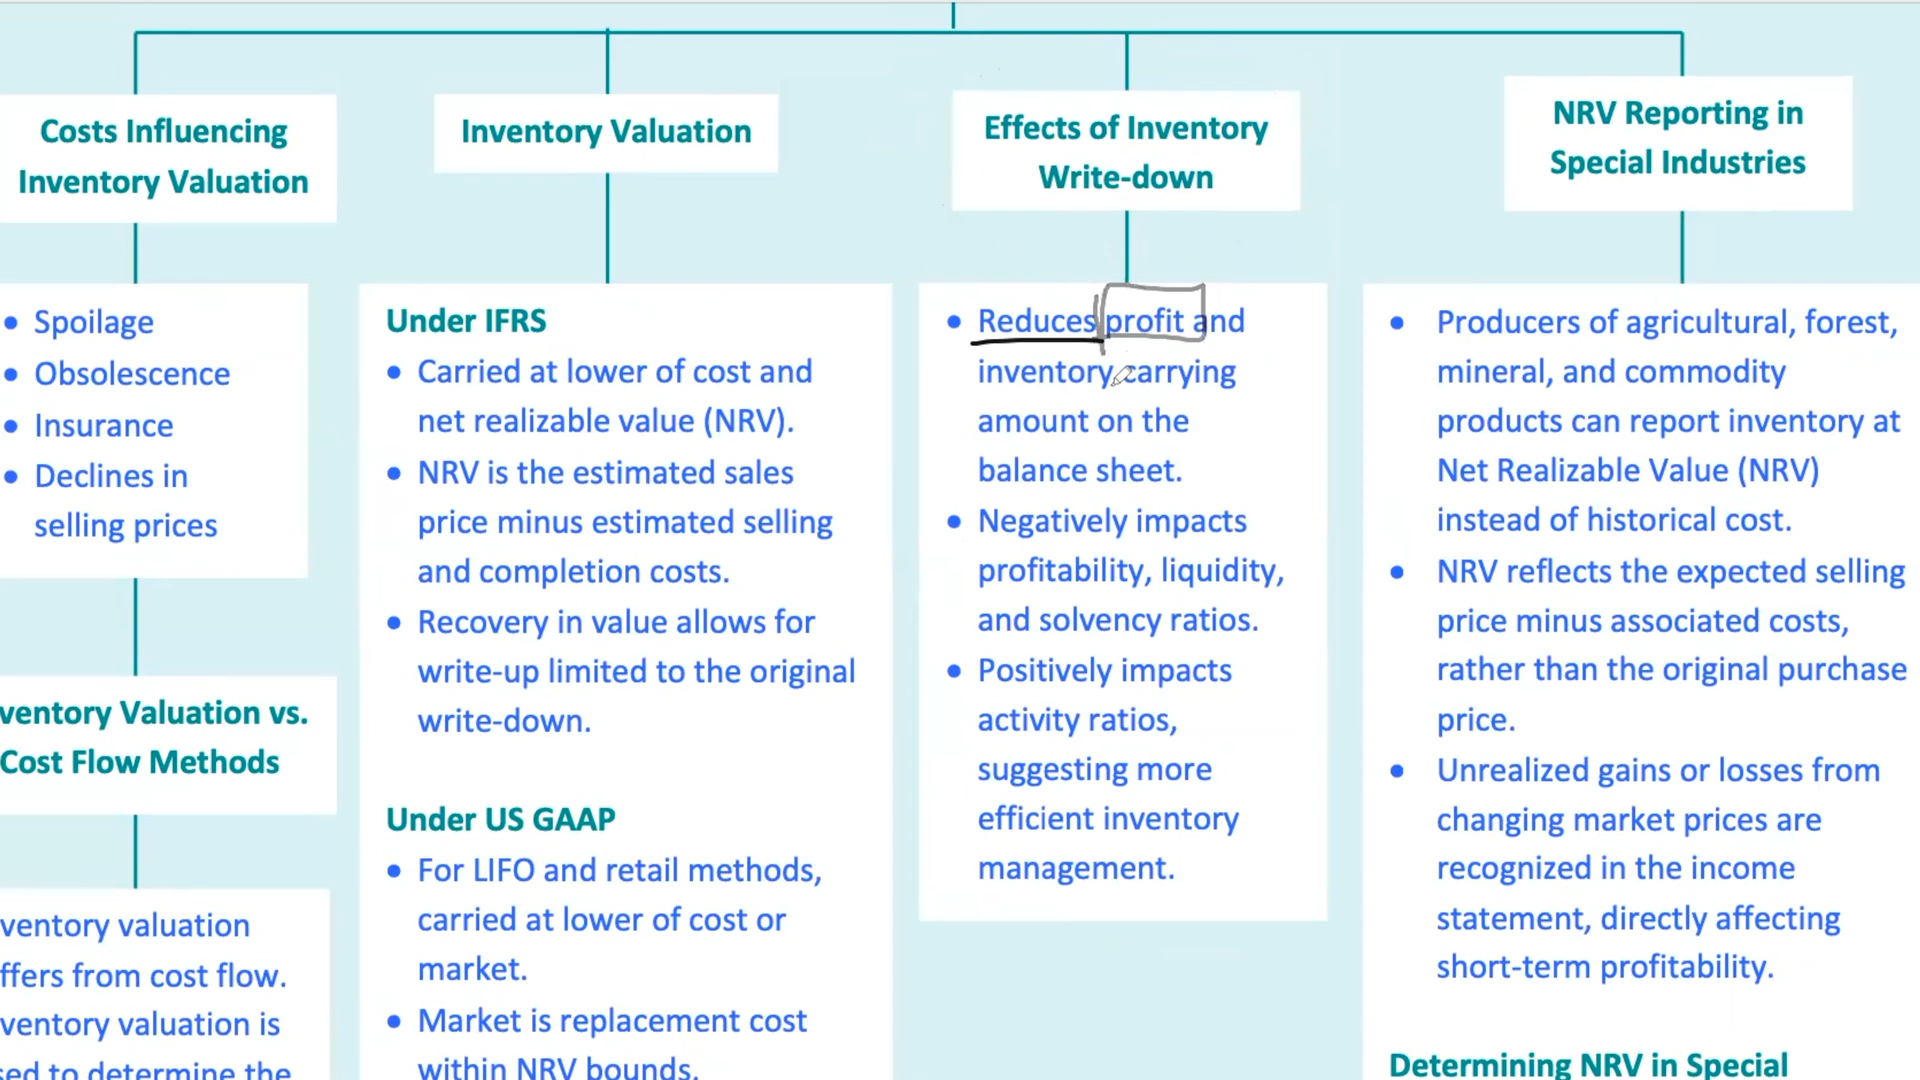 Costs Influencing
Inventory Valuation
Spoilage
Obsolescence
Insurance
Declines in
selling prices
ventory Valuation vs.
Cost Flow Methods
ventory valuation
ffers from cost flow.
ventory valuation is
sed to determine the
Inventory Valuation
Under IFRS
Carried at lower of cost and
net realizable value (NRV).
NRV is the estimated sales
price minus estimated selling
and completion costs.
Recovery in value allows for
write-up limited to the original
write-down.
Under US GAAP
For LIFO and retail methods,
carried at lower of cost or
market.
Market is replacement cost
within NRV bounds.
Effects of Inventory
Write-down
Reduces profit and
inventory carrying
amount on the
balance sheet.
Negatively impacts
profitability, liquidity,
and solvency ratios.
Positively impacts
activity ratios,
suggesting more
efficient inventory
management.
NRV Reporting in
Special Industries
Producers of agricultural, forest,
mineral, and commodity
products can report inventory at
Net Realizable Value (NRV)
instead of historical cost.
NRV reflects the expected selling
price minus associated costs,
rather than the original purchase
price.
Unrealized gains or losses from
changing market prices are
recognized in the income
statement, directly affecting
short-term profitability.
Determining NRV in Special